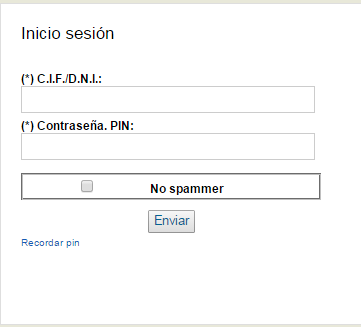 Inicio sesión
(*) C.I.F./D.N.I.:
(*) Contraseña. PIN:
No spammer
Enviar
Recordar pin